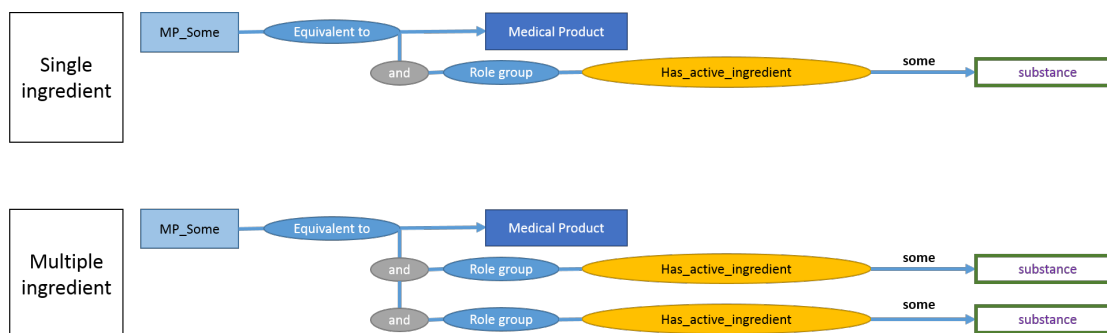 MP_Some
Equivalent to
Medical Product
Single
ingredient
and
Role group
Has_active_ingredient
some
substance
MP_Some
Equivalent to
Medical Product
Multiple
ingredient
and
Role group
Has_active_ingredient
some
substance
and
Role group
Has_active_ingredient
some
substance